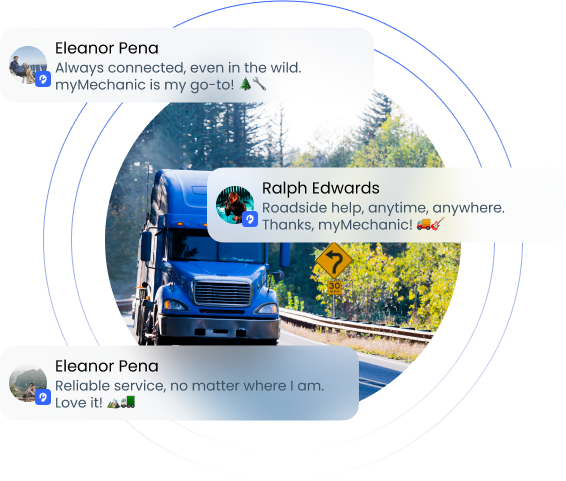 Eleanor Pena
Always connected, even in the wild.
myMechanic is my go-to! 🌲🔧
Ralph Edwards
Roadside help, anytime, anywhere.
Thanks, myMechanic! 🚚🎸
30
Eleanor Pena
Reliable service, no matter where I am.
Love it! 🏔️🚛